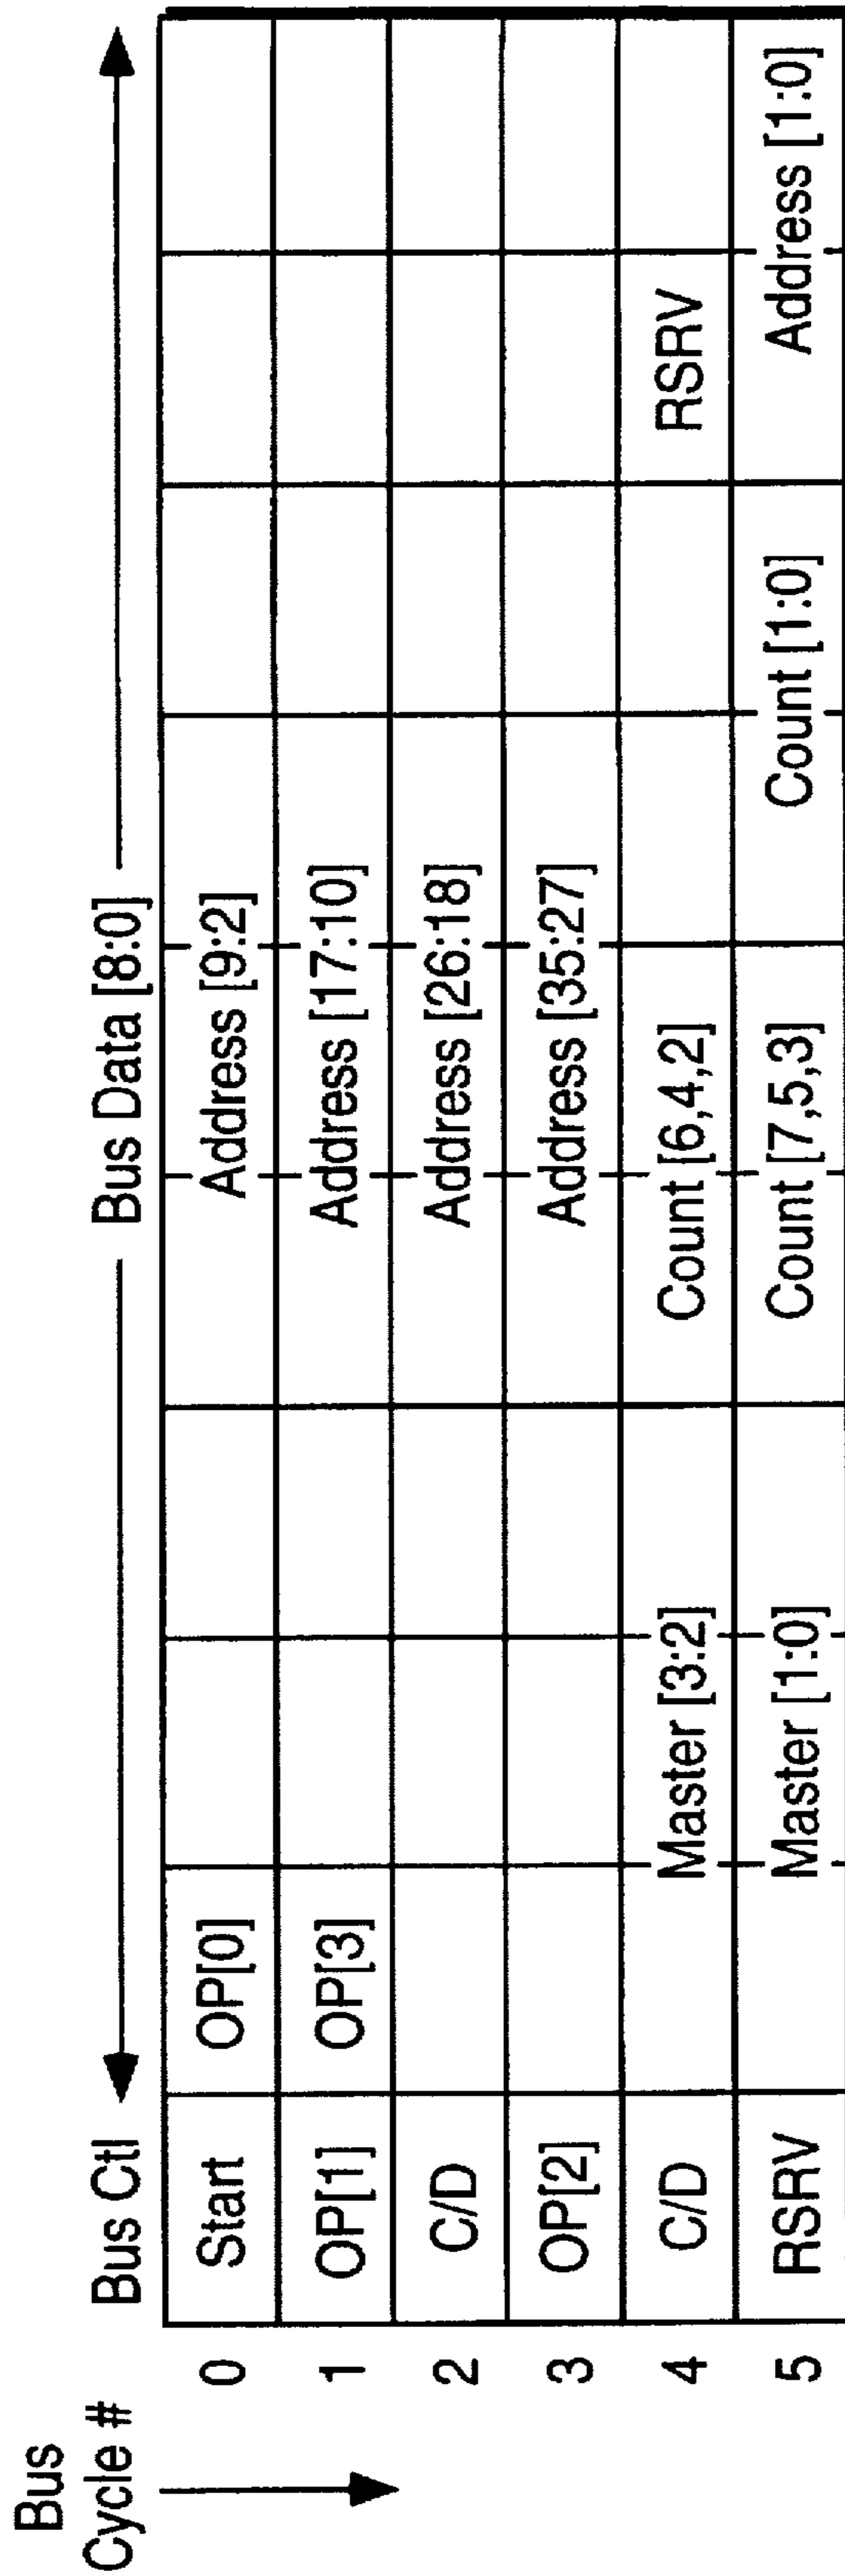 Bus
Cycle #
Bus Ctl
Bus Data [8:0]
0 Start OP[0] Address [9:2]
1 OP[1] OP[3] Address [17:10]
2 C/D Address [26:18]
3 OP[2] Address [35:27]
4 C/D Master [3:2] Count [6,4,2] RSRV
5 RSRV Master [1:0] Count [7,5,3] Count [1:0] Address [1:0]